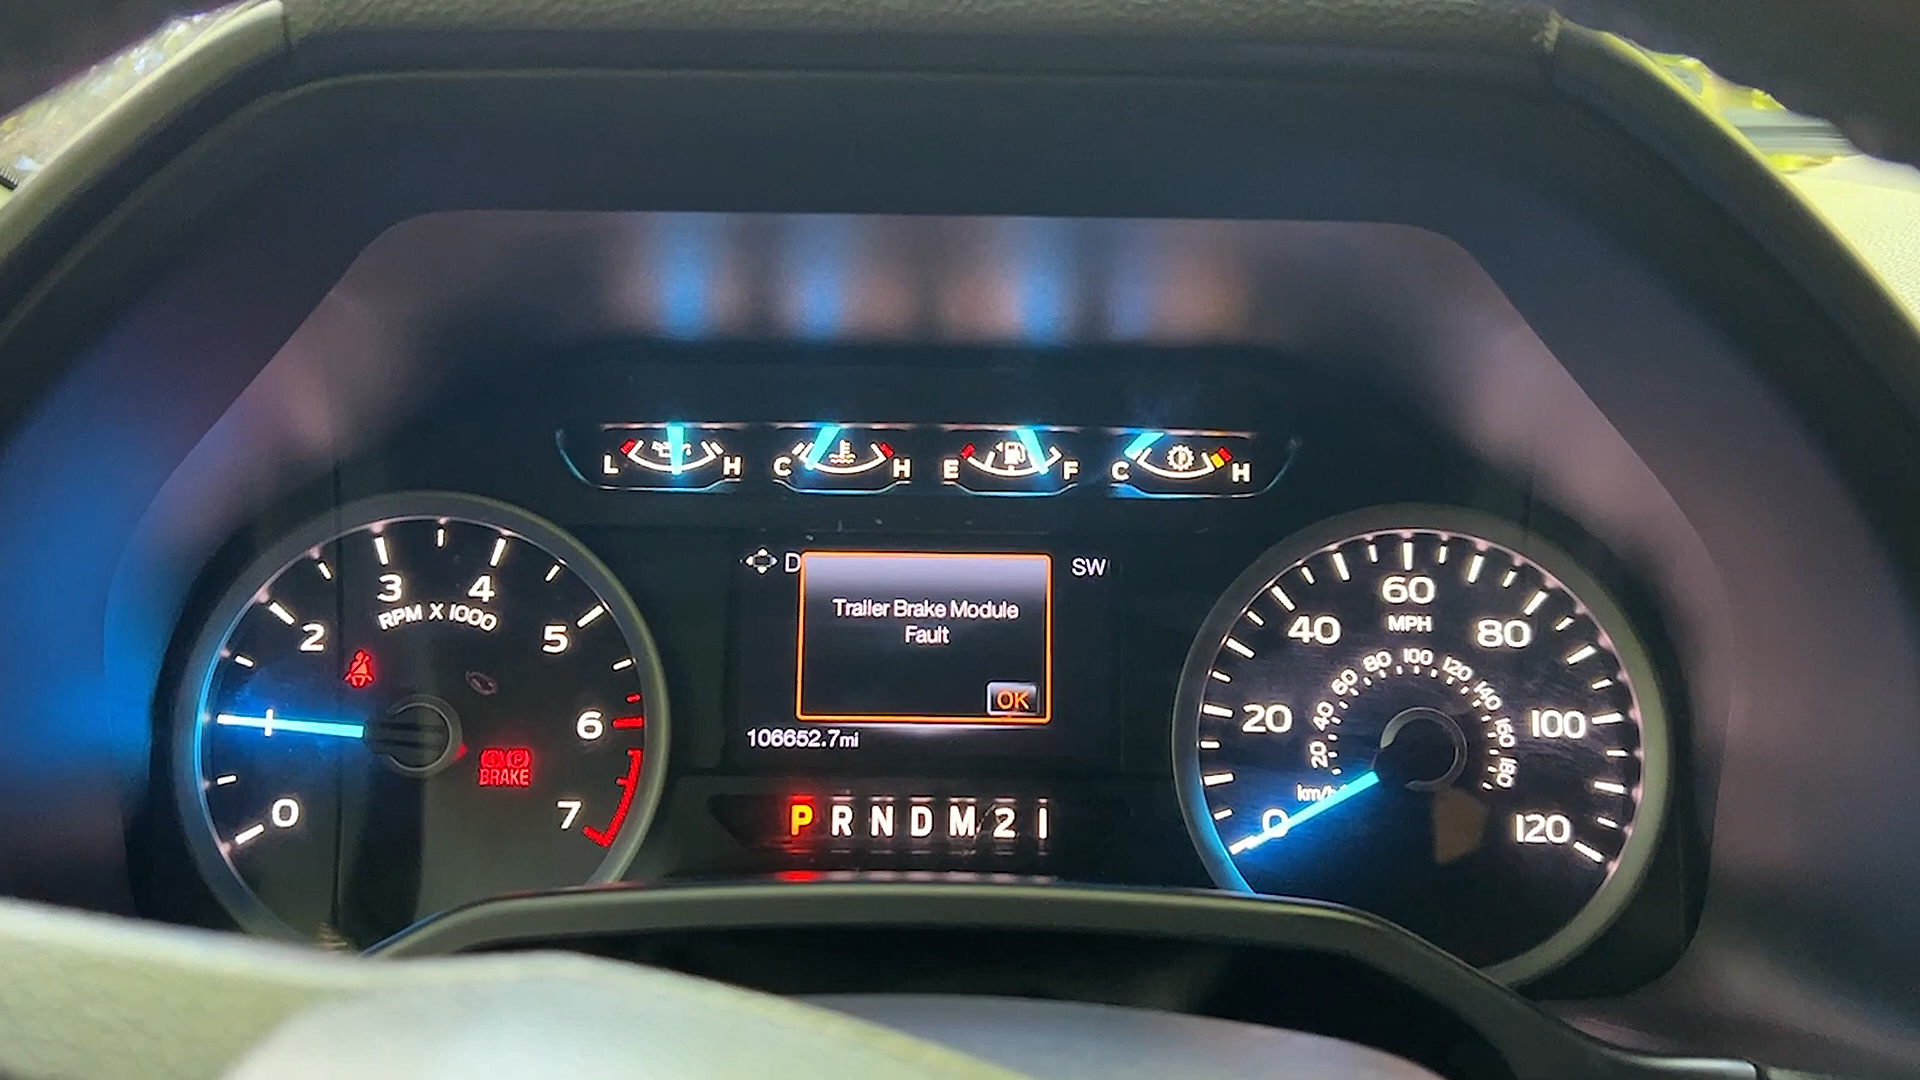 L H C H E F C H
D SW
Trailer Brake Module
Fault
OK
106652.7mi
P R N D M 2 1
0 1 2 3 4 5 6 7
RPM X 1000
BRAKE
0 20 40 60 80 100 120
MPH
20 40 60 80 100 120 140 160 180
km/h